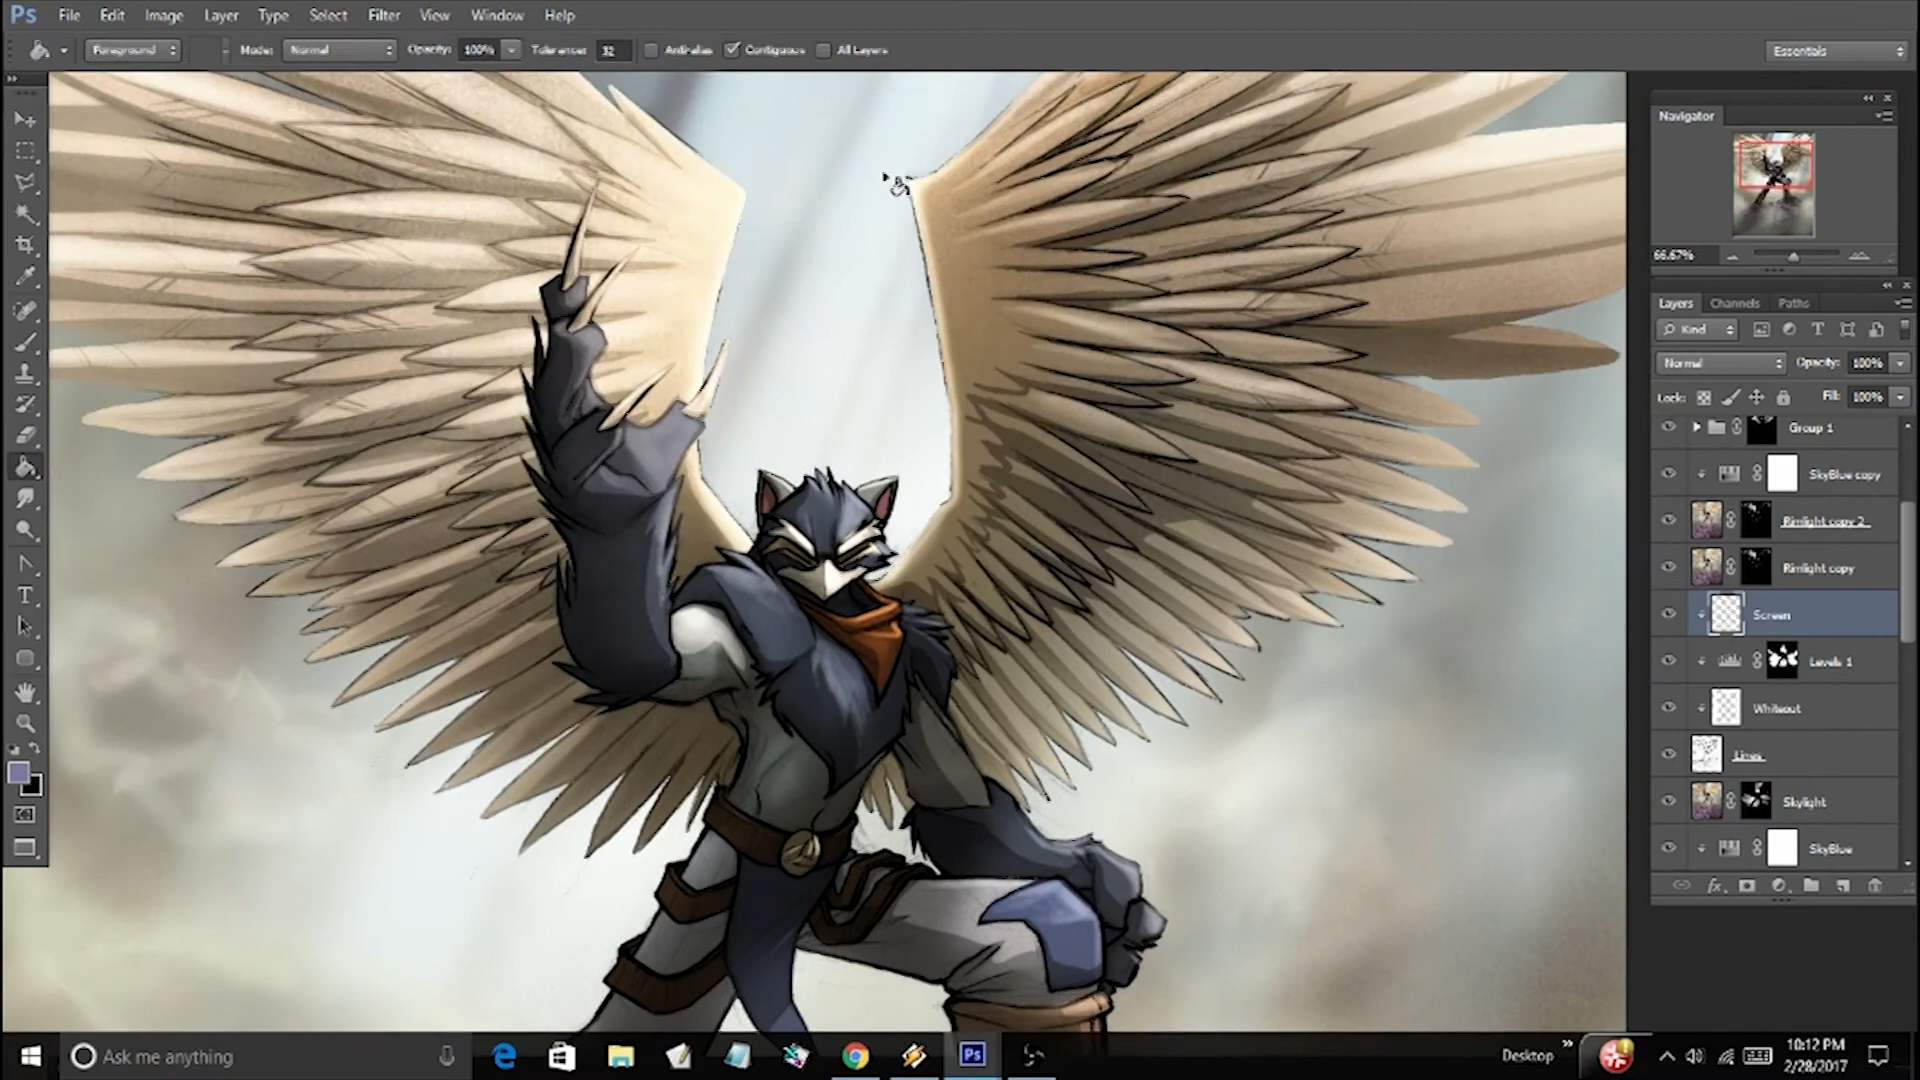 Ps File Edit Image Layer Type Select Filter View Window Help
Foreground Mode: Normal Opacity: 100% Tolerance: 32 Anti-alias Contiguous All Layers Essentials
Navigator
66.67%
Layers Channels Paths
Kind T
Normal Opacity: 100%
Lock: Fill: 100%
Group 1
SkyBlue copy
Rimlight copy 2
Rimlight copy
Screen
Levels 1
Whiteout
Lines
Skylight
SkyBlue
fx
Ask me anything
Ps
Desktop
10:12 PM
2/28/2017